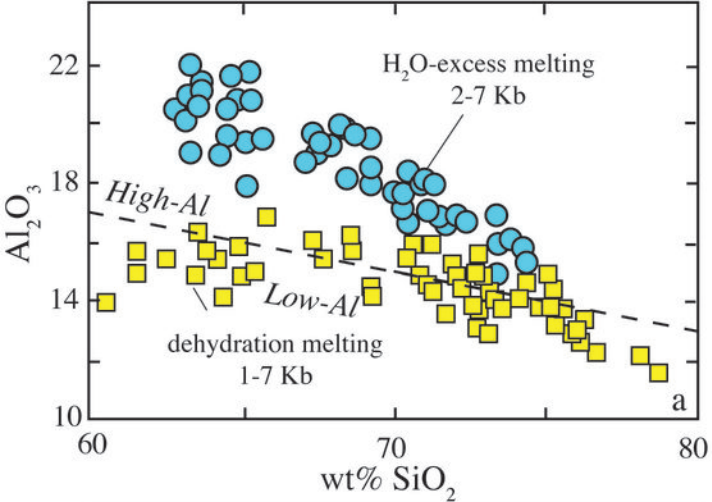 22
H₂O-excess melting
2-7 Kb
18
High-Al
Al₂O₃
Low-Al
14
dehydration melting
1-7 Kb
a
10
60 70 80
wt% SiO₂